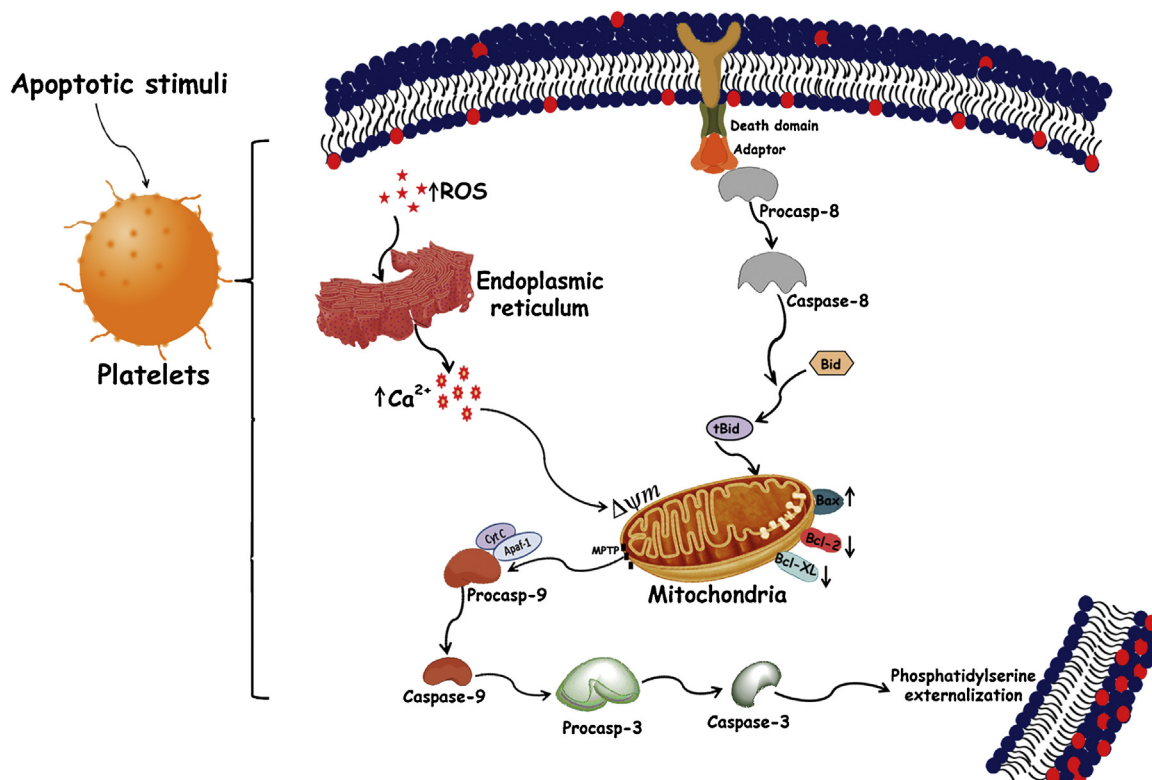 Apoptotic stimuli
Platelets
Death domain
Adaptor
↑ROS
Procasp-8
Endoplasmic
reticulum
Caspase-8
↑Ca²⁺
Bid
tBid
Δψm
Bax ↑
Bcl-2 ↓
Bcl-XL ↓
MPTP
Cyt C
Apaf-1
Mitochondria
Procasp-9
Caspase-9
Procasp-3
Caspase-3
Phosphatidylserine
externalization